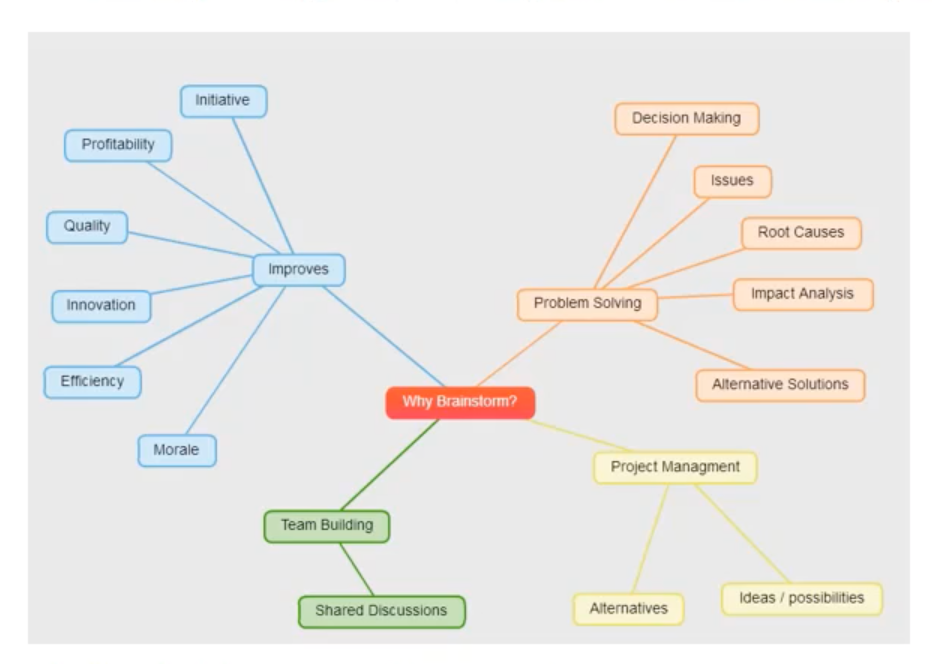 Initiative
Profitability
Quality
Improves
Innovation
Efficiency
Morale
Decision Making
Issues
Root Causes
Problem Solving
Impact Analysis
Alternative Solutions
Why Brainstorm?
Project Managment
Team Building
Shared Discussions
Alternatives
Ideas / possibilities